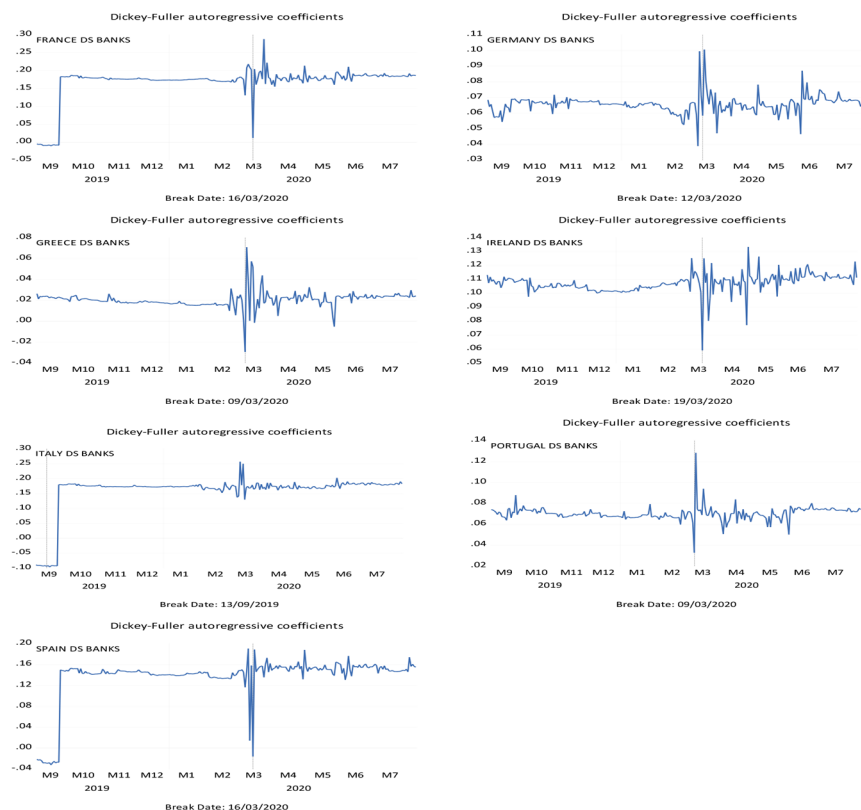 Dickey-Fuller autoregressive coefficients
FRANCE DS BANKS
.30
.25
.20
.15
.10
.05
.00
-.05
M9 M10 M11 M12 M1 M2 M3 M4 M5 M6 M7
2019 2020
Break Date: 16/03/2020
Dickey-Fuller autoregressive coefficients
GERMANY DS BANKS
.11
.10
.09
.08
.07
.06
.05
.04
.03
M9 M10 M11 M12 M1 M2 M3 M4 M5 M6 M7
2019 2020
Break Date: 12/03/2020
Dickey-Fuller autoregressive coefficients
GREECE DS BANKS
.08
.06
.04
.02
.00
-.02
-.04
M9 M10 M11 M12 M1 M2 M3 M4 M5 M6 M7
2019 2020
Break Date: 09/03/2020
Dickey-Fuller autoregressive coefficients
IRELAND DS BANKS
.14
.13
.12
.11
.10
.09
.08
.07
.06
.05
M9 M10 M11 M12 M1 M2 M3 M4 M5 M6 M7
2019 2020
Break Date: 19/03/2020
Dickey-Fuller autoregressive coefficients
ITALY DS BANKS
.30
.25
.20
.15
.10
.05
.00
-.05
-.10
M9 M10 M11 M12 M1 M2 M3 M4 M5 M6 M7
2019 2020
Break Date: 13/09/2019
Dickey-Fuller autoregressive coefficients
PORTUGAL DS BANKS
.14
.12
.10
.08
.06
.04
.02
M9 M10 M11 M12 M1 M2 M3 M4 M5 M6 M7
2019 2020
Break Date: 09/03/2020
Dickey-Fuller autoregressive coefficients
SPAIN DS BANKS
.20
.16
.12
.08
.04
.00
-.04
M9 M10 M11 M12 M1 M2 M3 M4 M5 M6 M7
2019 2020
Break Date: 16/03/2020